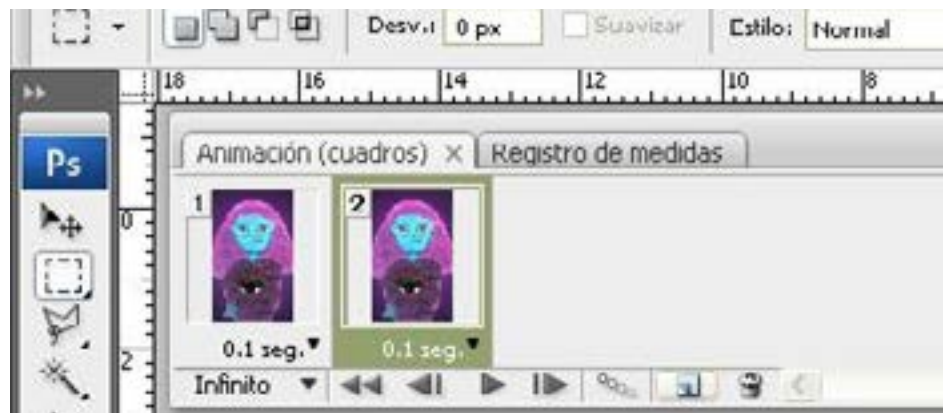 Desv.: 0 px Suavizar Estilo: Normal
18 16 14 12 10 8
Ps
Animación (cuadros) × Registro de medidas
1 2
0
0.1 seg. 0.1 seg.
2
Infinito